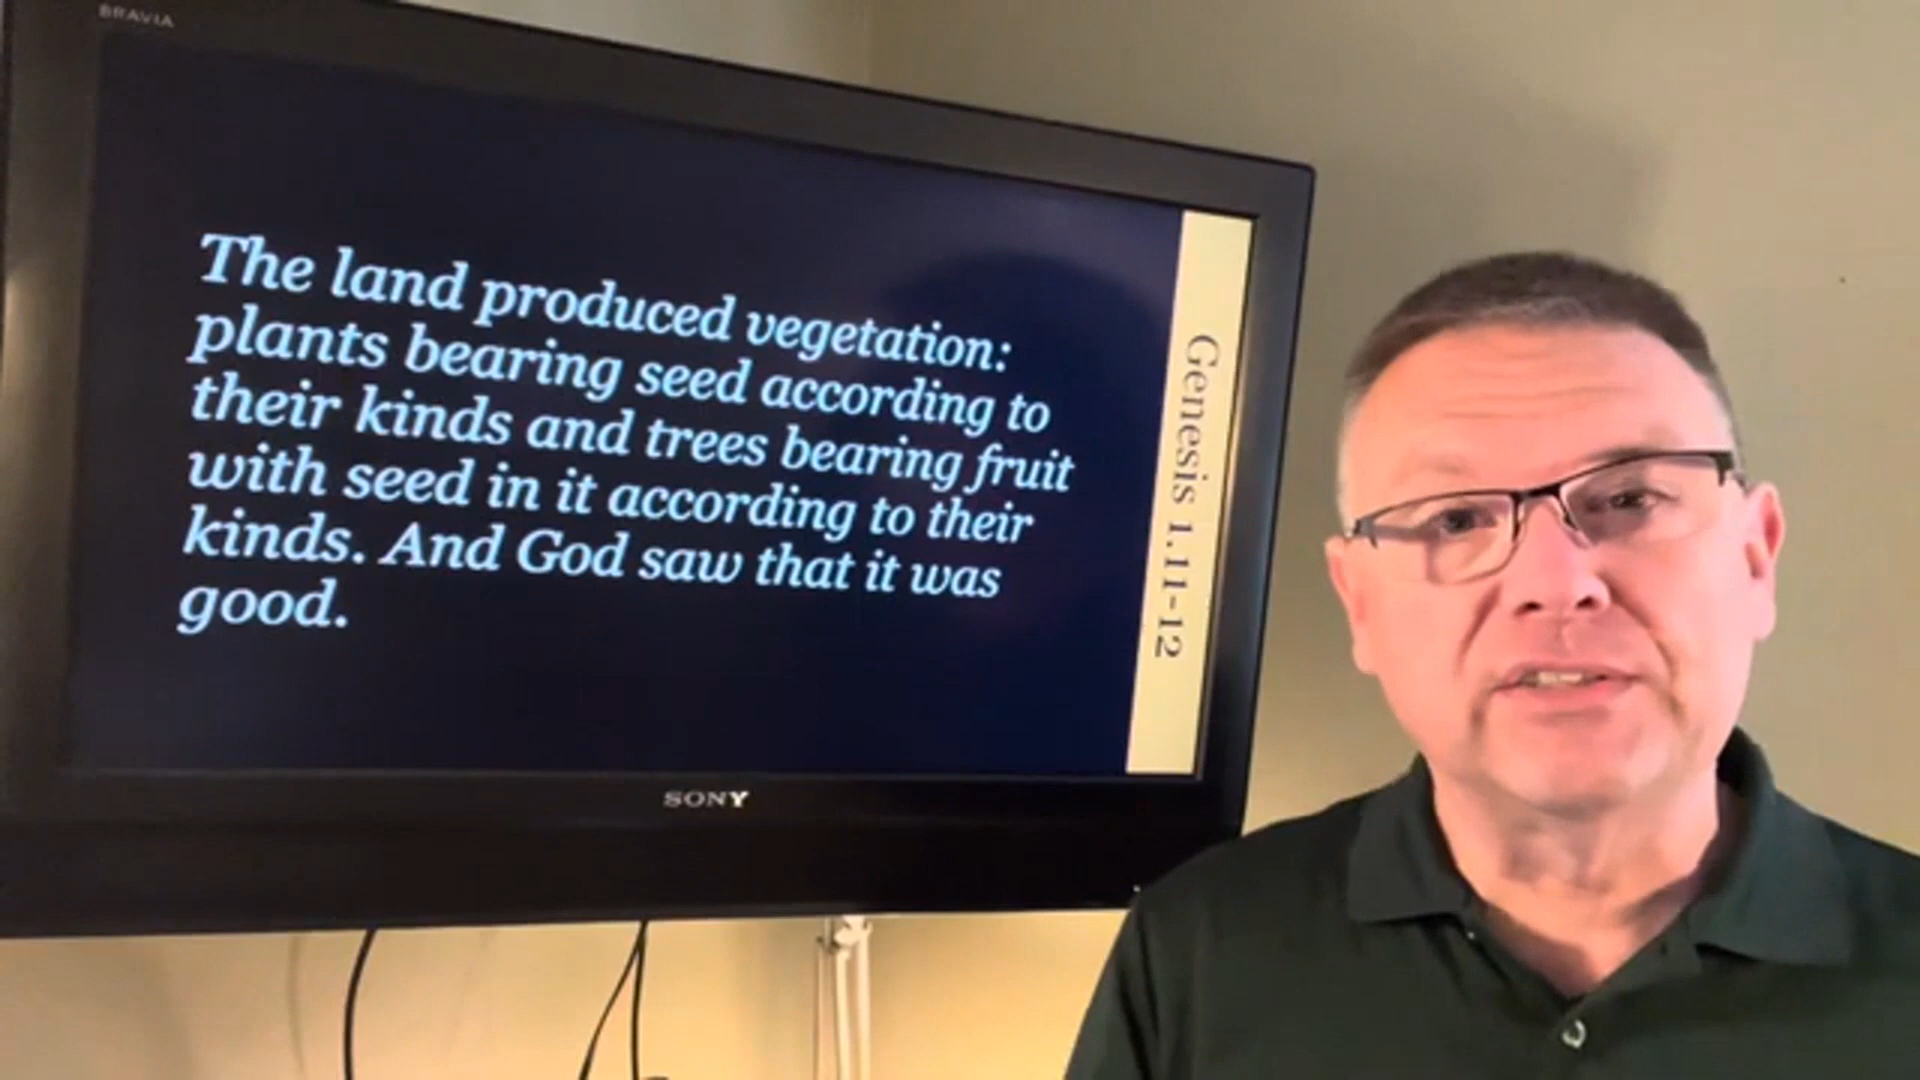 BRAVIA
The land produced vegetation:
plants bearing seed according to
their kinds and trees bearing fruit
with seed in it according to their
kinds. And God saw that it was
good.
Genesis 1.11-12
SONY